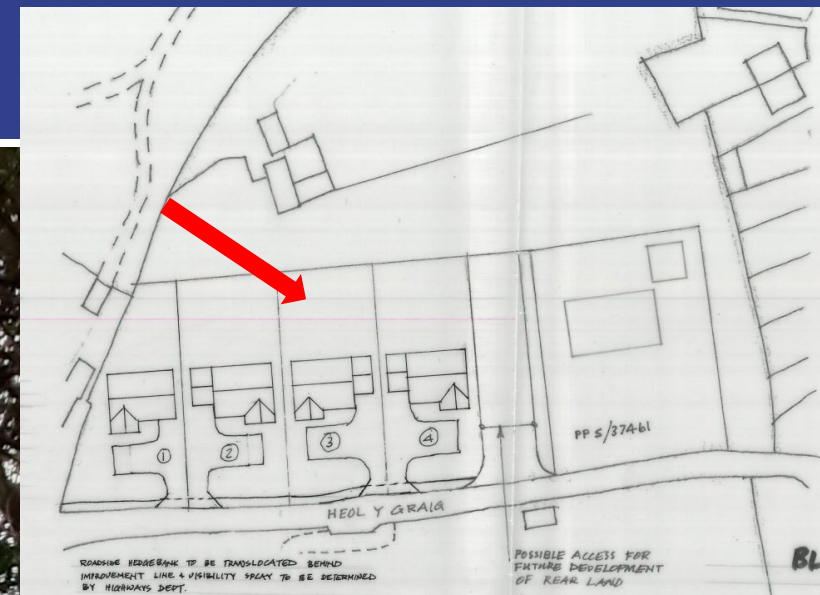 ①
②
③
④
PP S/37461
HEOL Y GRAIG
ROADSIDE HEDGEBANK TO BE TRANSLOCATED BEHIND
IMPROVEMENT LINE & VISIBILITY SPLAY TO BE DETERMINED
BY HIGHWAYS DEPT.
POSSIBLE ACCESS FOR
FUTURE DEVELOPMENT
OF REAR LAND
BL